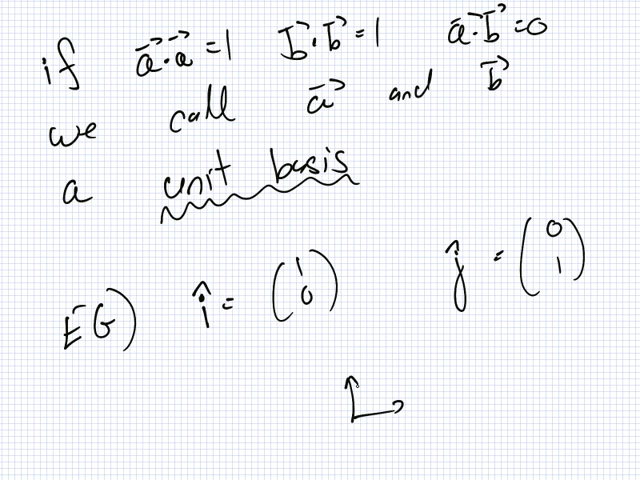 if a⃗·a⃗=1 b⃗·b⃗=1 a⃗·b⃗=0
we call a⃗ and b⃗
a unit basis
EG) î = (1 0) ĵ = (0 1)